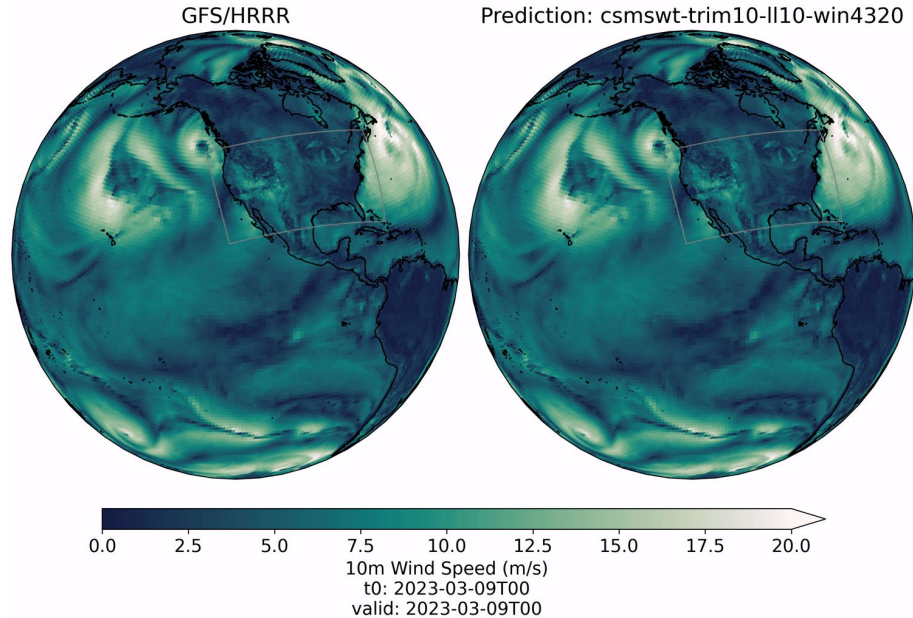 GFS/HRRR
Prediction: csmswt-trim10-ll10-win4320
0.0 2.5 5.0 7.5 10.0 12.5 15.0 17.5 20.0
10m Wind Speed (m/s)
t0: 2023-03-09T00
valid: 2023-03-09T00